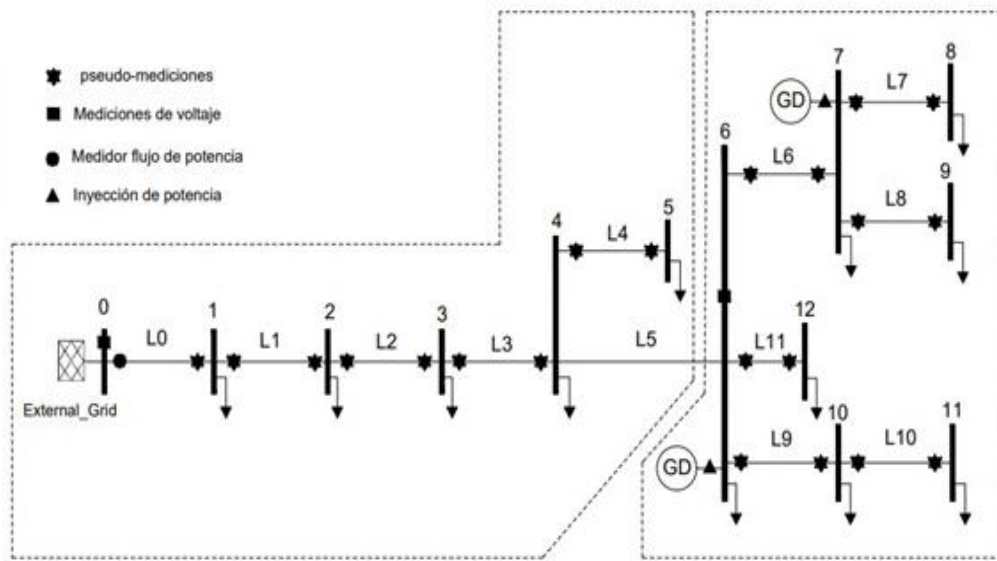 pseudo-mediciones
Mediciones de voltaje
Medidor flujo de potencia
Inyección de potencia
7
8
GD
L7
6
L6
9
L8
4
5
L4
0
1
2
3
12
L0
L1
L2
L3
L5
L11
External_Grid
10
11
GD
L9
L10